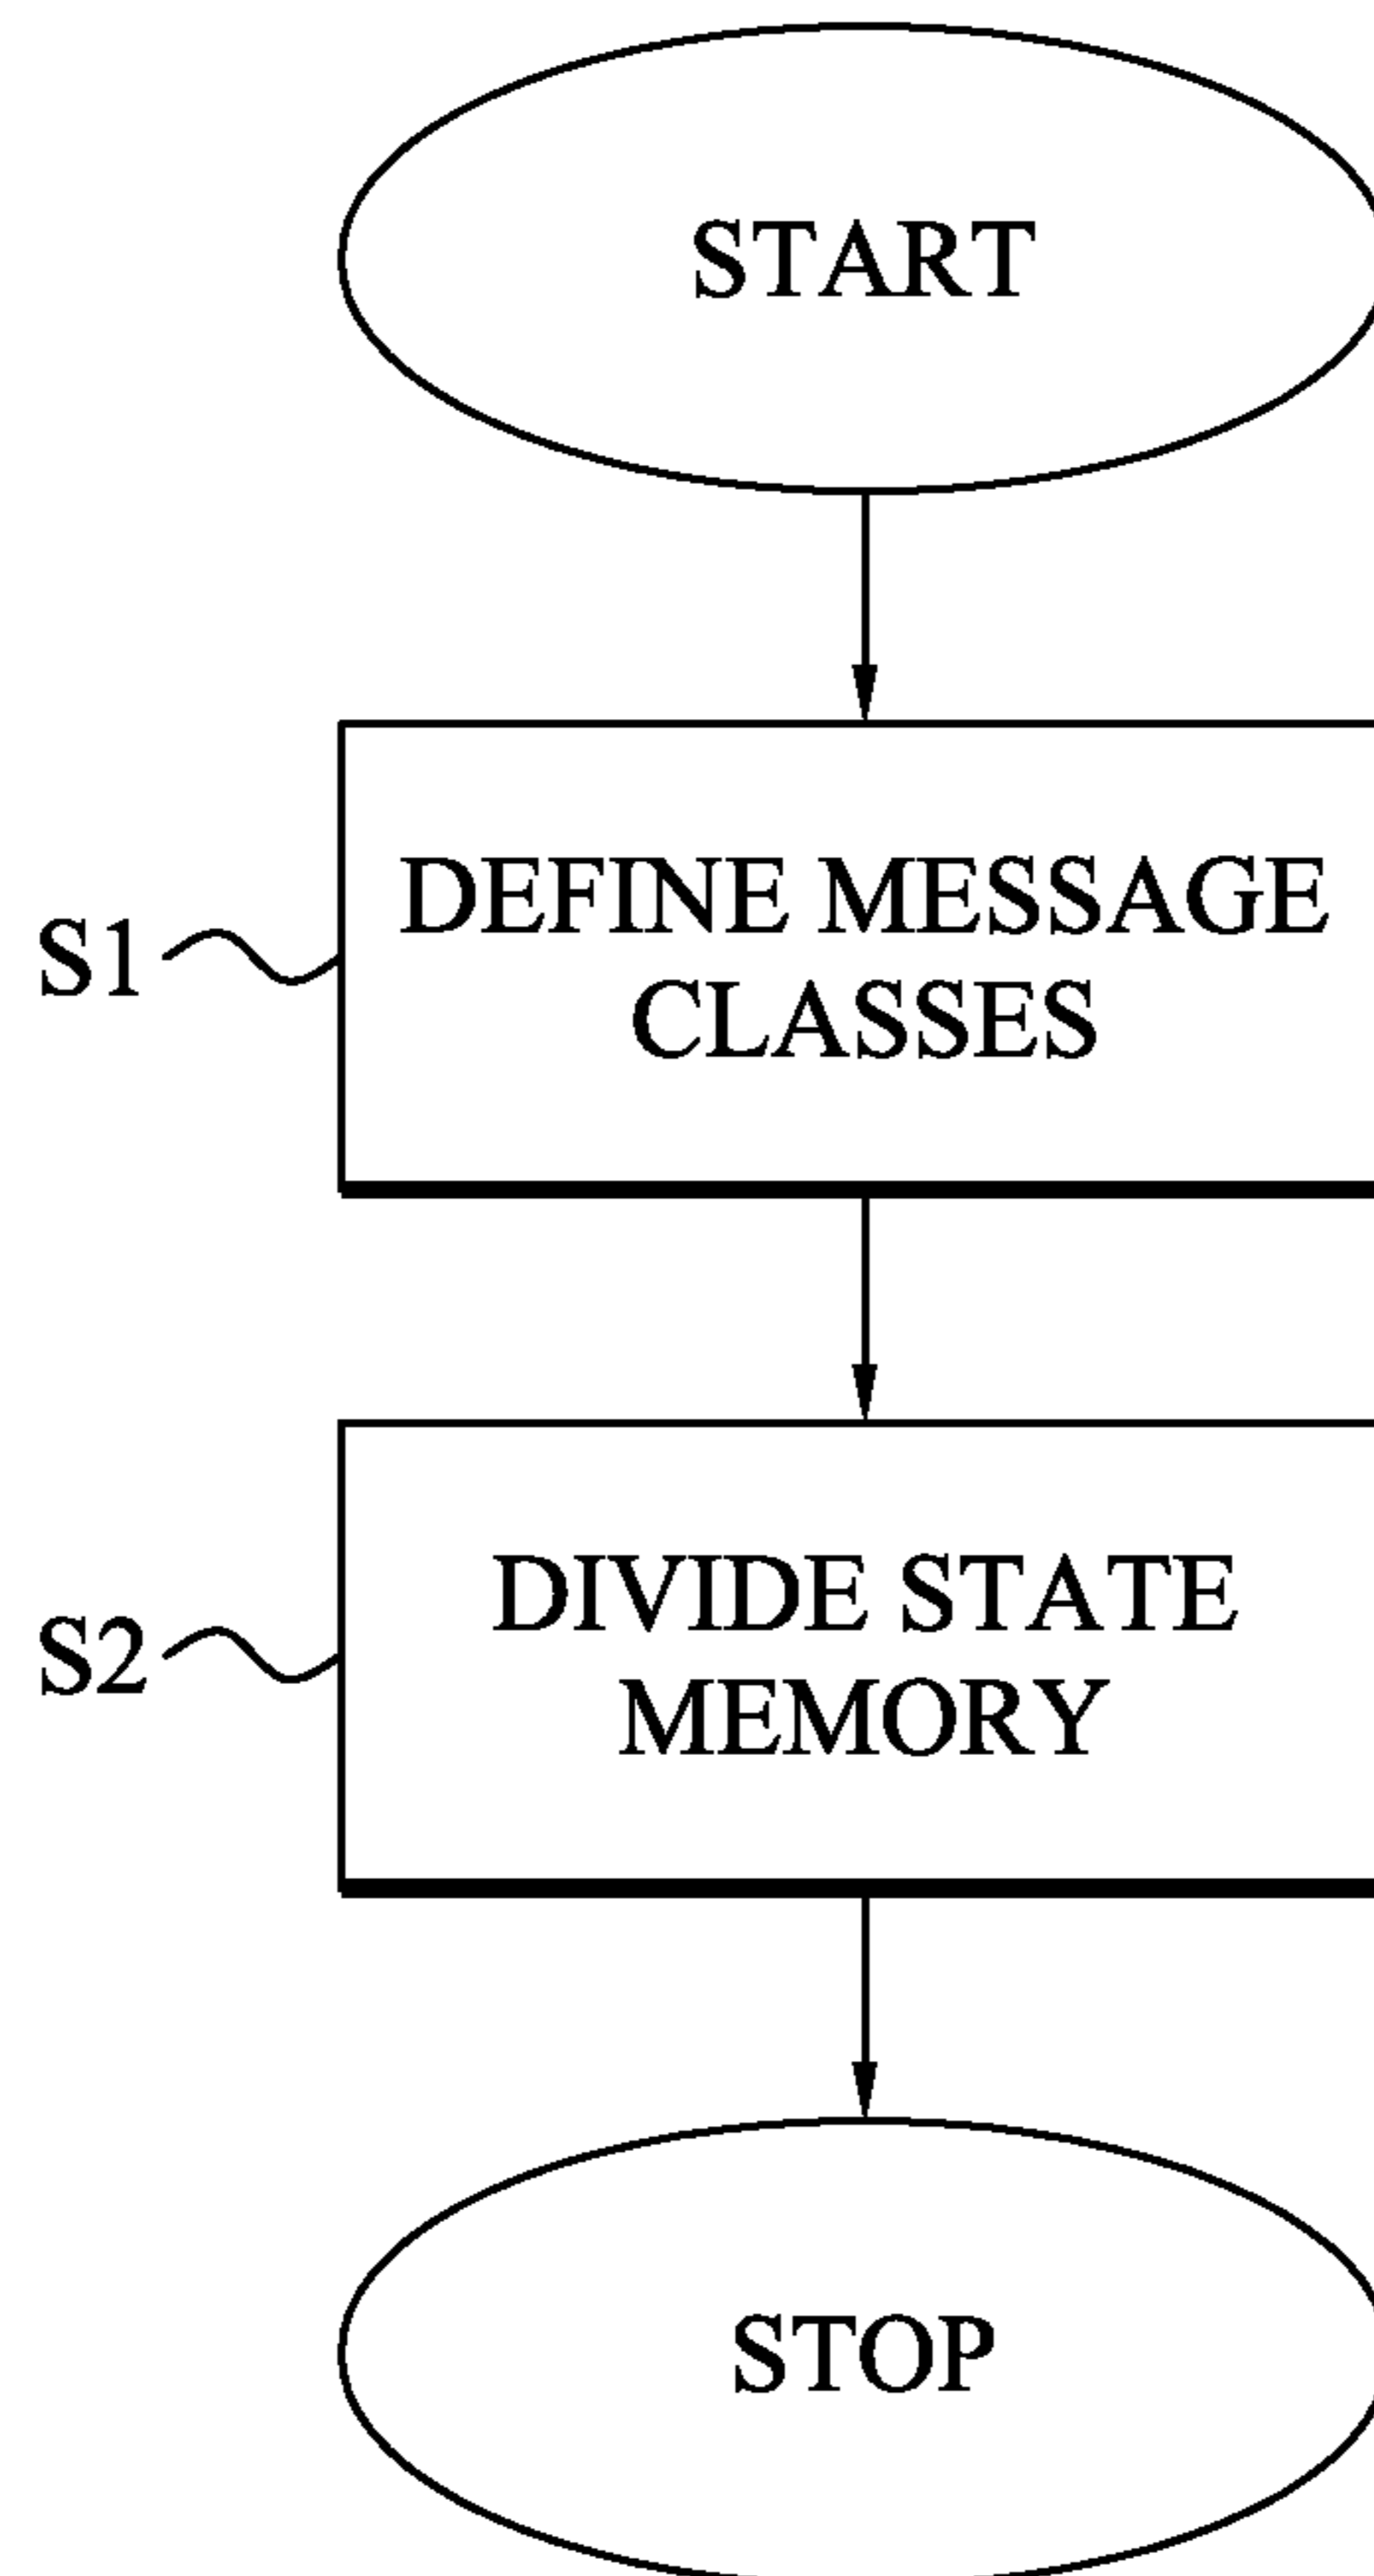 START
S1
DEFINE MESSAGE
CLASSES
S2
DIVIDE STATE
MEMORY
STOP